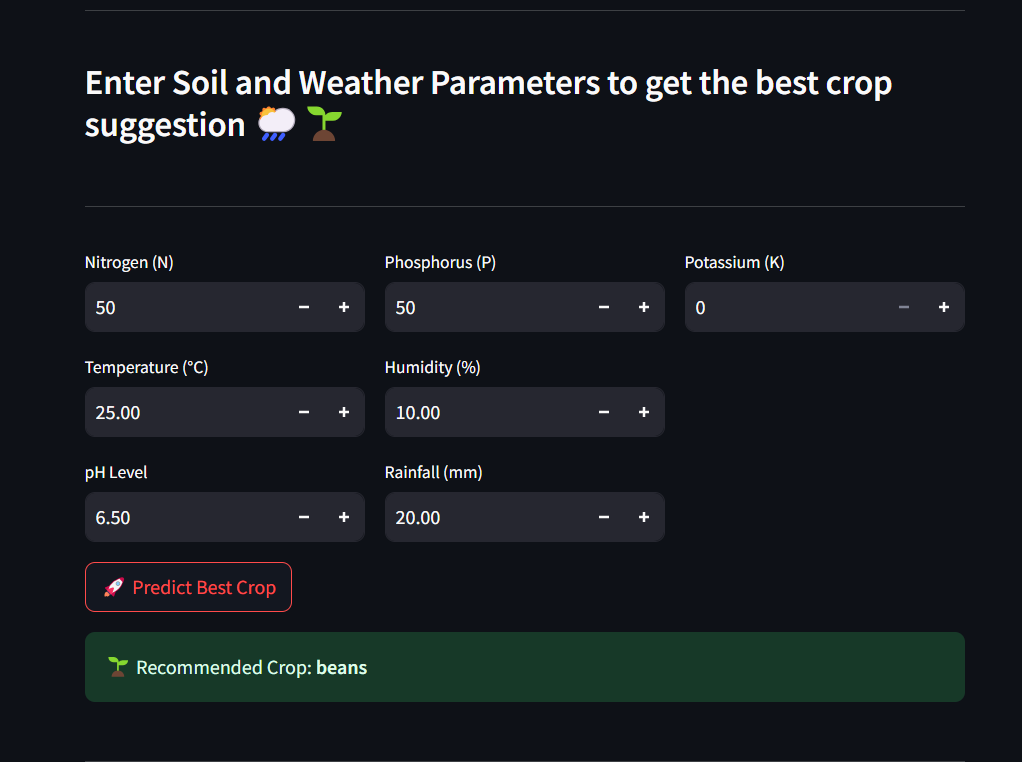 Enter Soil and Weather Parameters to get the best crop
suggestion 🌦️ 🌱
Nitrogen (N) Phosphorus (P) Potassium (K)
50 − + 50 − + 0 − +
Temperature (°C) Humidity (%)
25.00 − + 10.00 − +
pH Level Rainfall (mm)
6.50 − + 20.00 − +
🚀 Predict Best Crop
🌱 Recommended Crop: beans